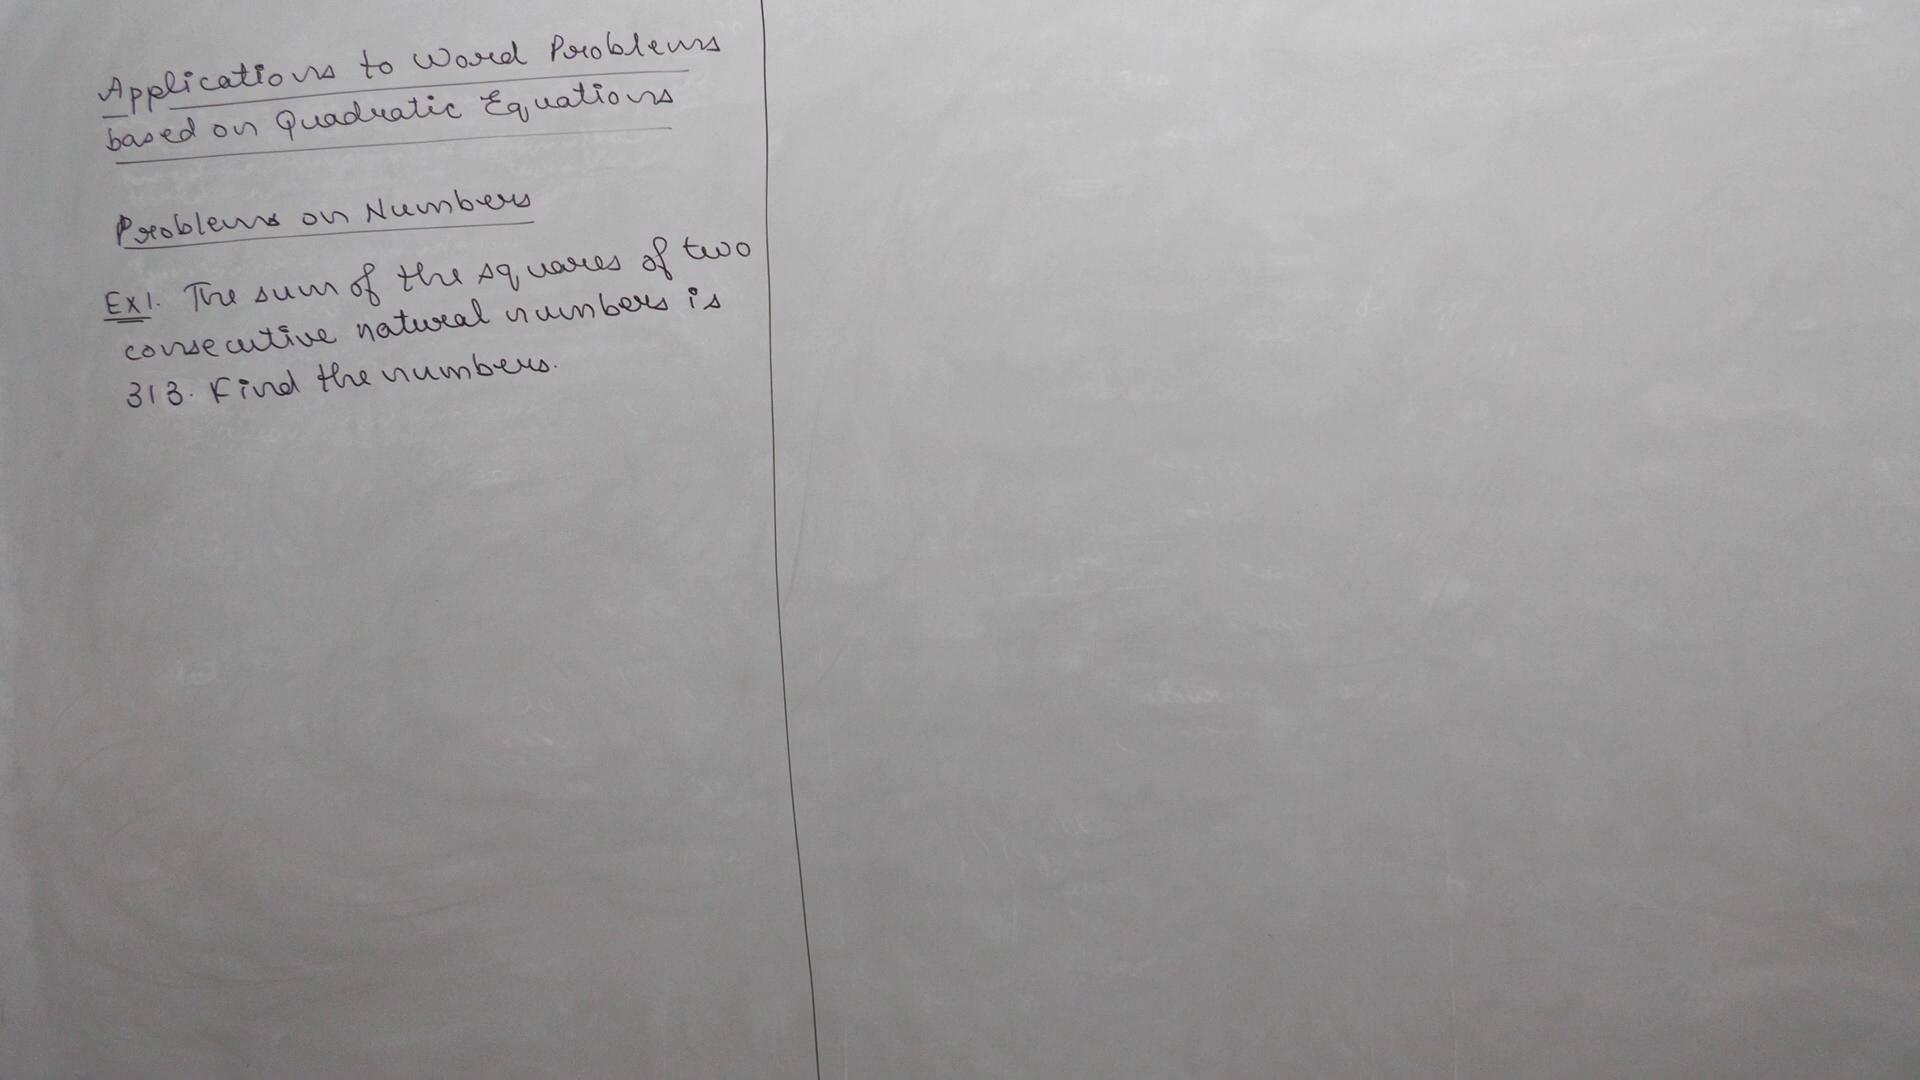 Applications to Word Problems
based on Quadratic Equations
Problems on Numbers
Ex1. The sum of the squares of two
consecutive natural numbers is
313. Find the numbers.